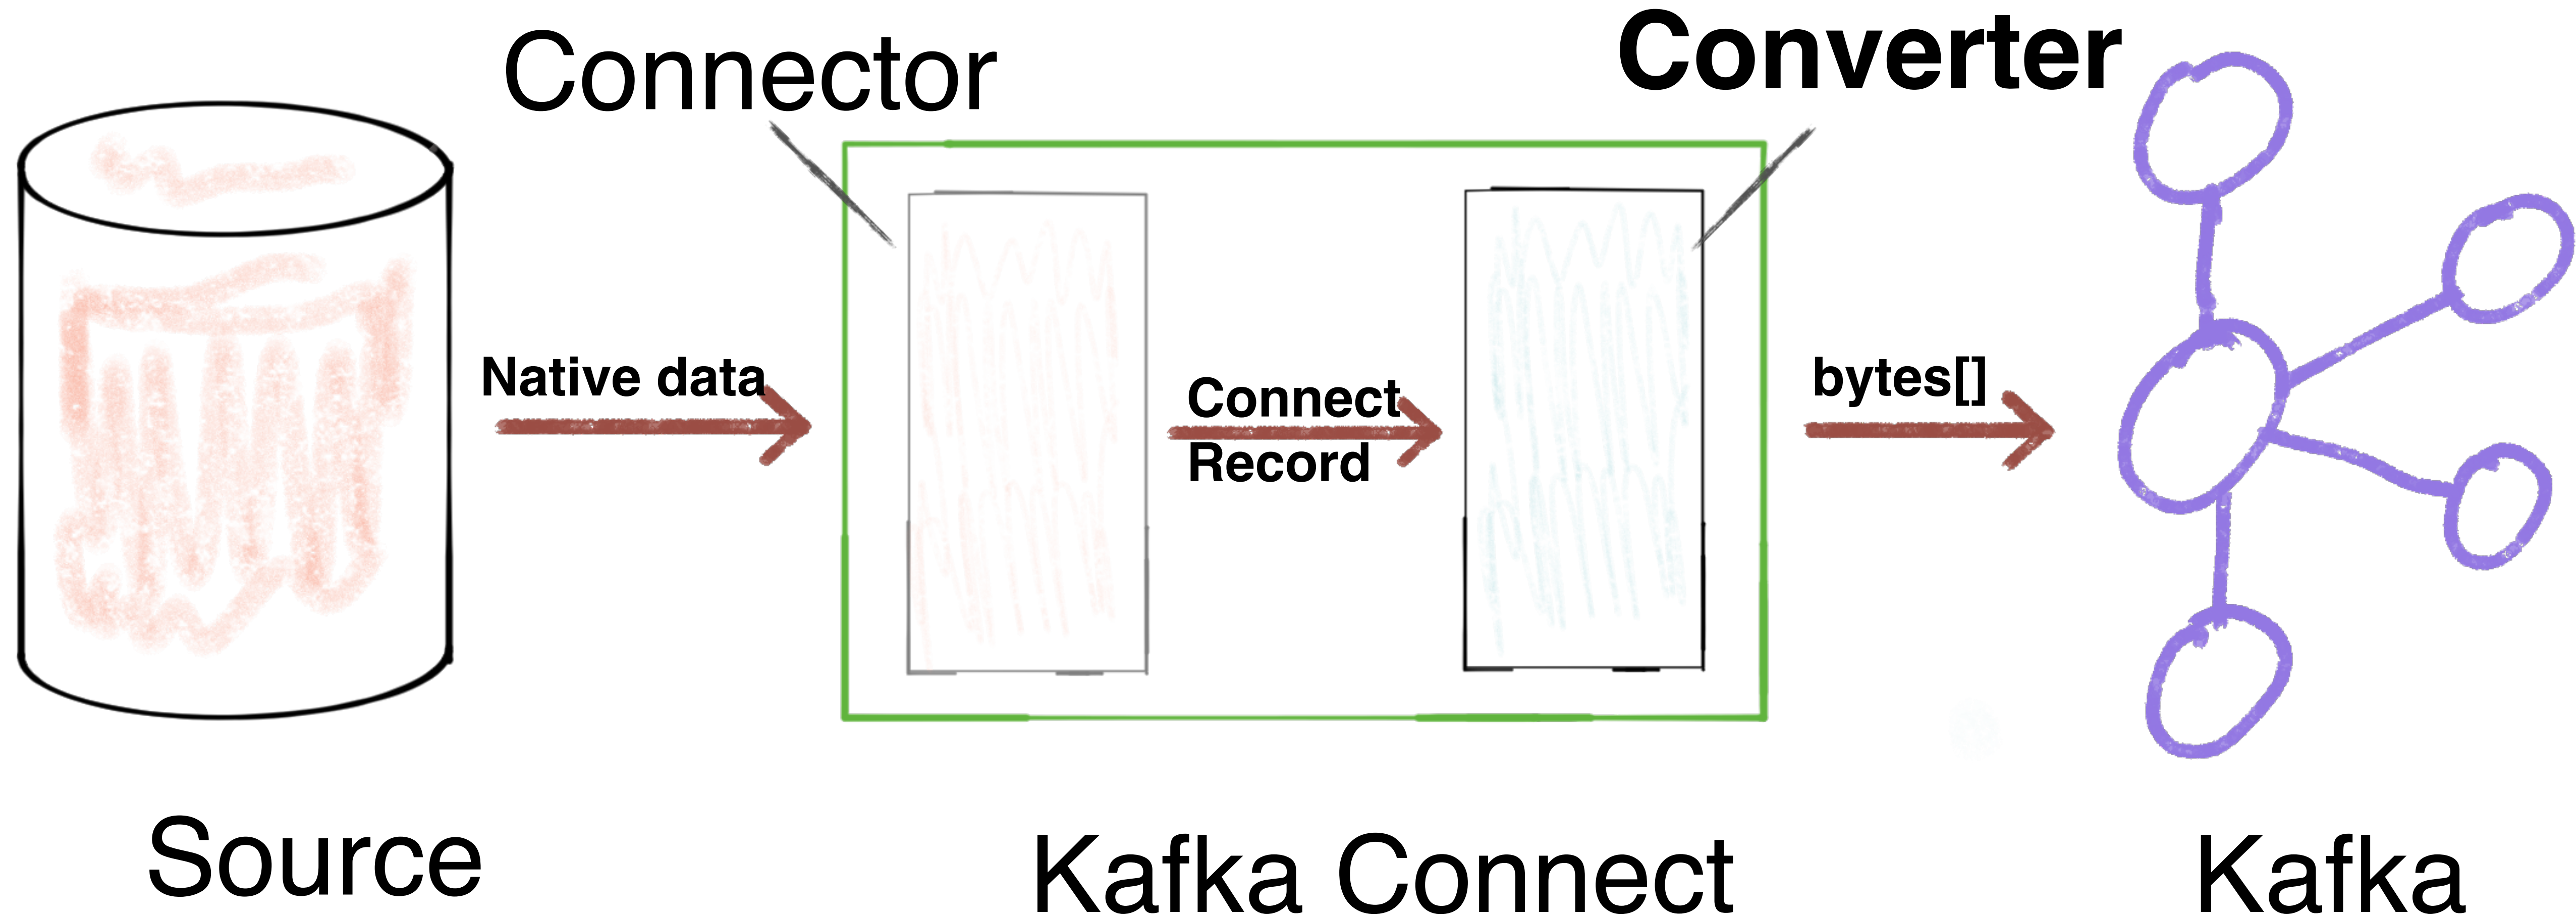 Connector
Converter
Native data
Connect
Record
bytes[]
Source
Kafka Connect
Kafka